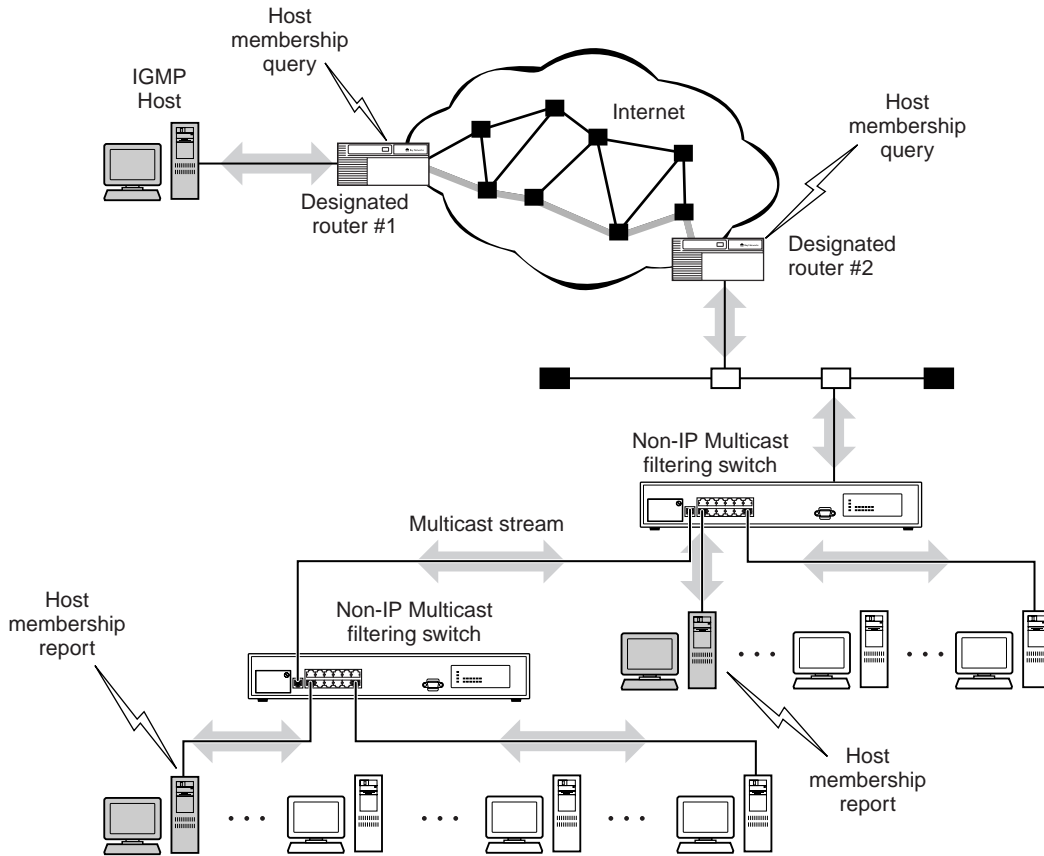 Host
membership
query
IGMP
Host
Internet
Host
membership
query
Designated
router #1
Designated
router #2
Non-IP Multicast
filtering switch
Multicast stream
Host
membership
report
Non-IP Multicast
filtering switch
Host
membership
report